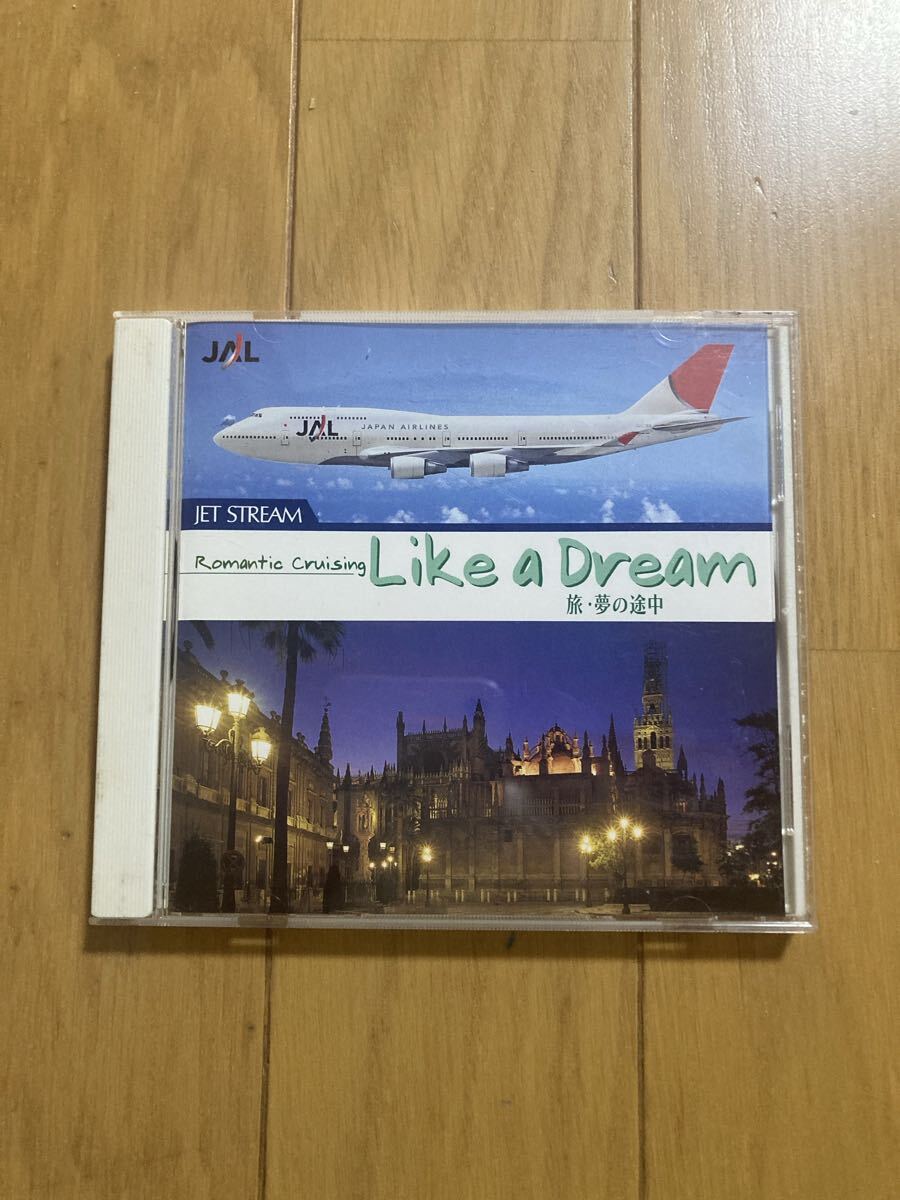 JAL
JAL JAPAN AIRLINES
JET STREAM
Romantic Cruising Like a Dream
旅・夢の途中